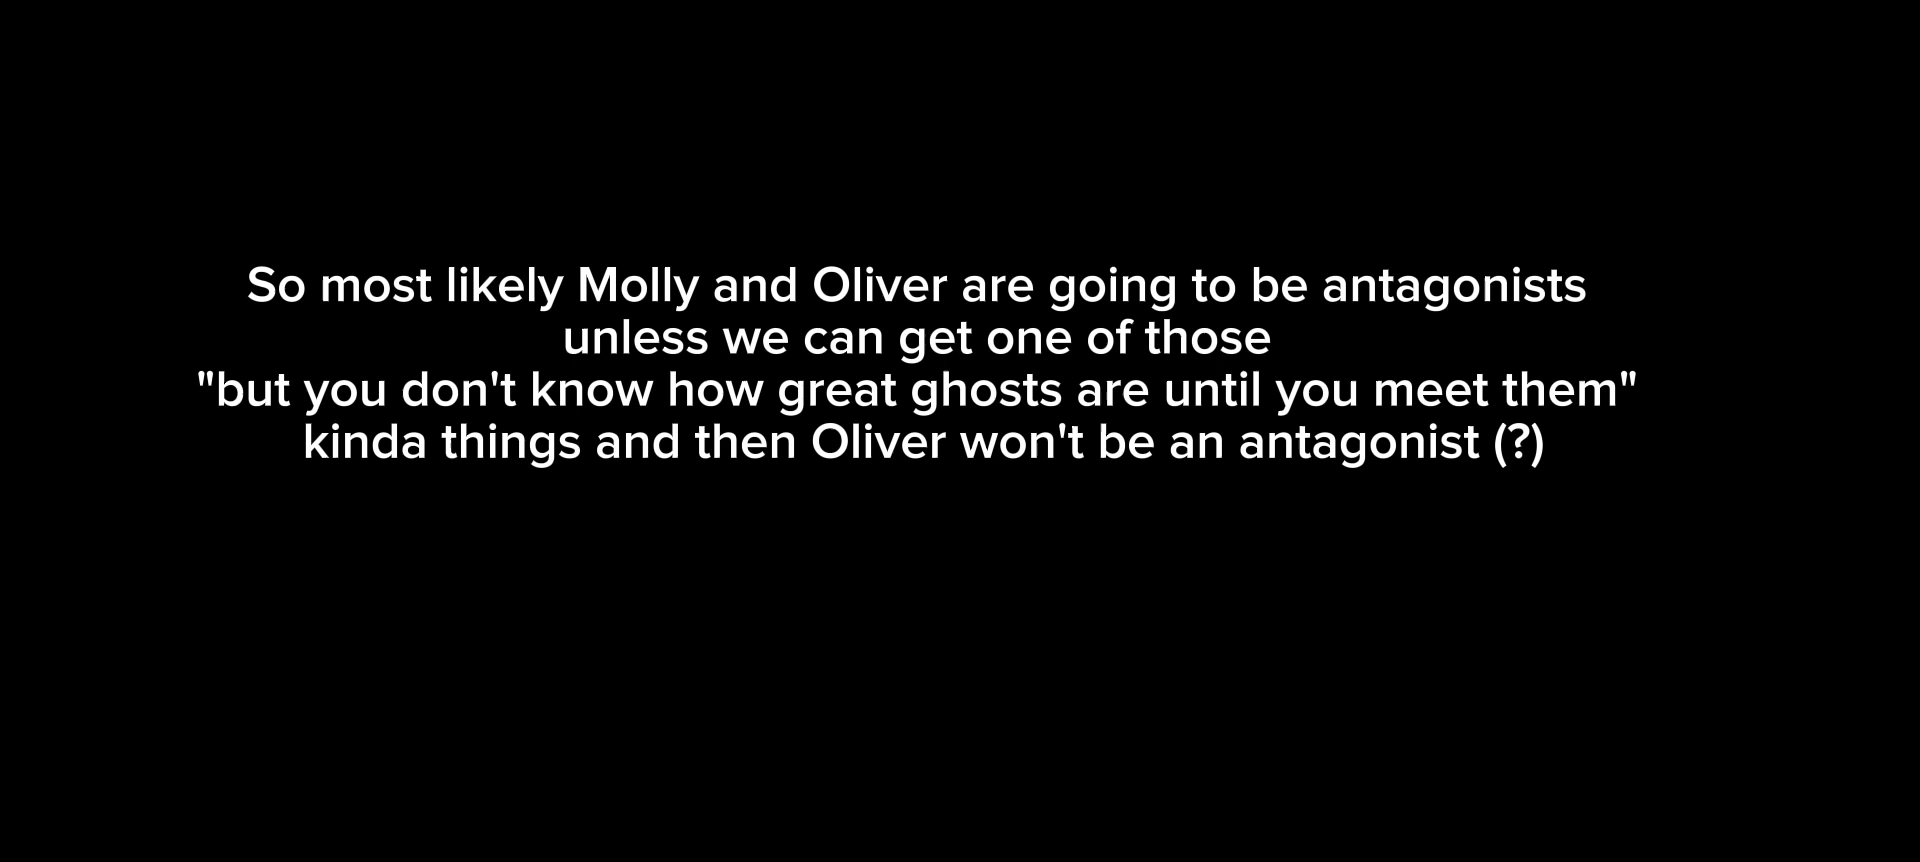 So most likely Molly and Oliver are going to be antagonists
unless we can get one of those
"but you don't know how great ghosts are until you meet them"
kinda things and then Oliver won't be an antagonist (?)